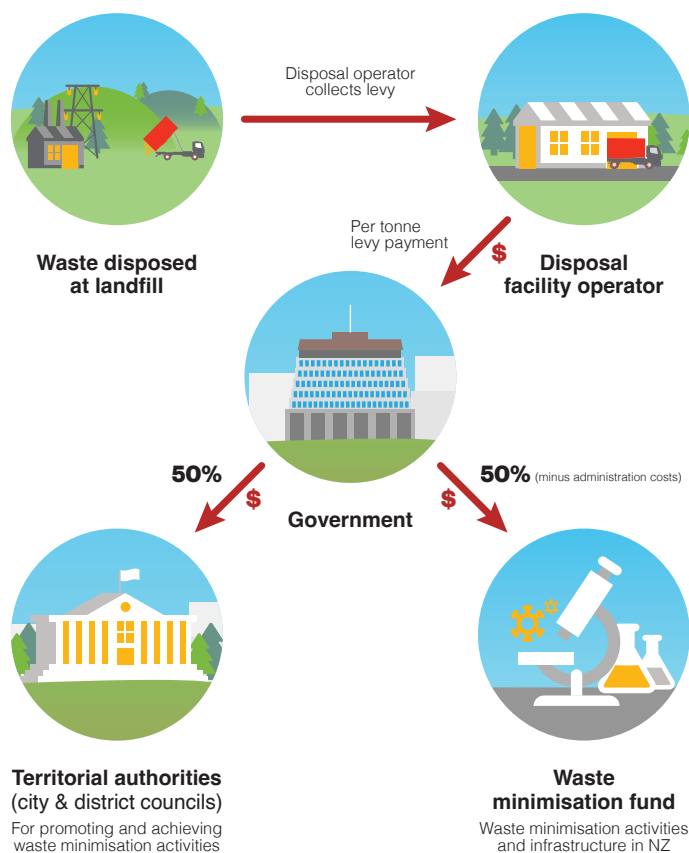 Disposal operator
collects levy
Waste disposed
at landfill
Per tonne
levy payment
$
Disposal
facility operator
50%
$
Government
50% (minus administration costs)
$
Territorial authorities
(city & district councils)
For promoting and achieving
waste minimisation activities
Waste
minimisation fund
Waste minimisation activities
and infrastructure in NZ